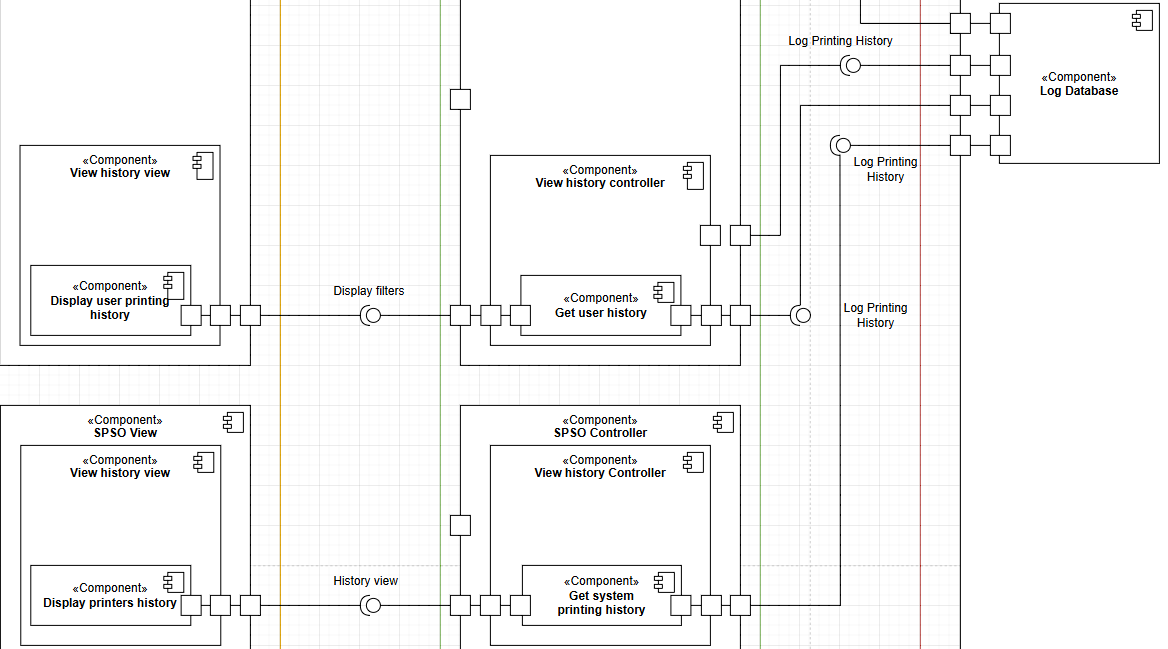 Log Printing History
«Component»
Log Database
«Component»
View history view
«Component»
View history controller
Log Printing
History
«Component»
Display user printing
history
Display filters
«Component»
Get user history
Log Printing
History
«Component»
SPSO View
«Component»
View history view
«Component»
SPSO Controller
«Component»
View history Controller
«Component»
Display printers history
History view
«Component»
Get system
printing history